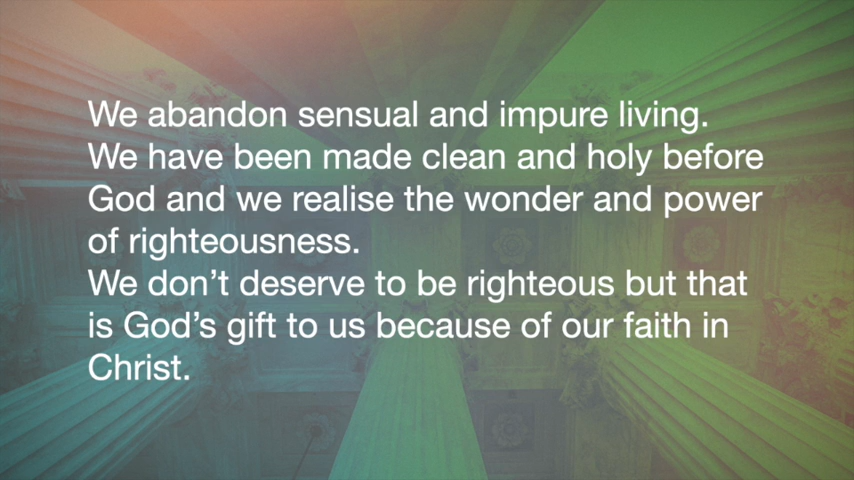 We abandon sensual and impure living.
We have been made clean and holy before
God and we realise the wonder and power
of righteousness.
We don’t deserve to be righteous but that
is God’s gift to us because of our faith in
Christ.